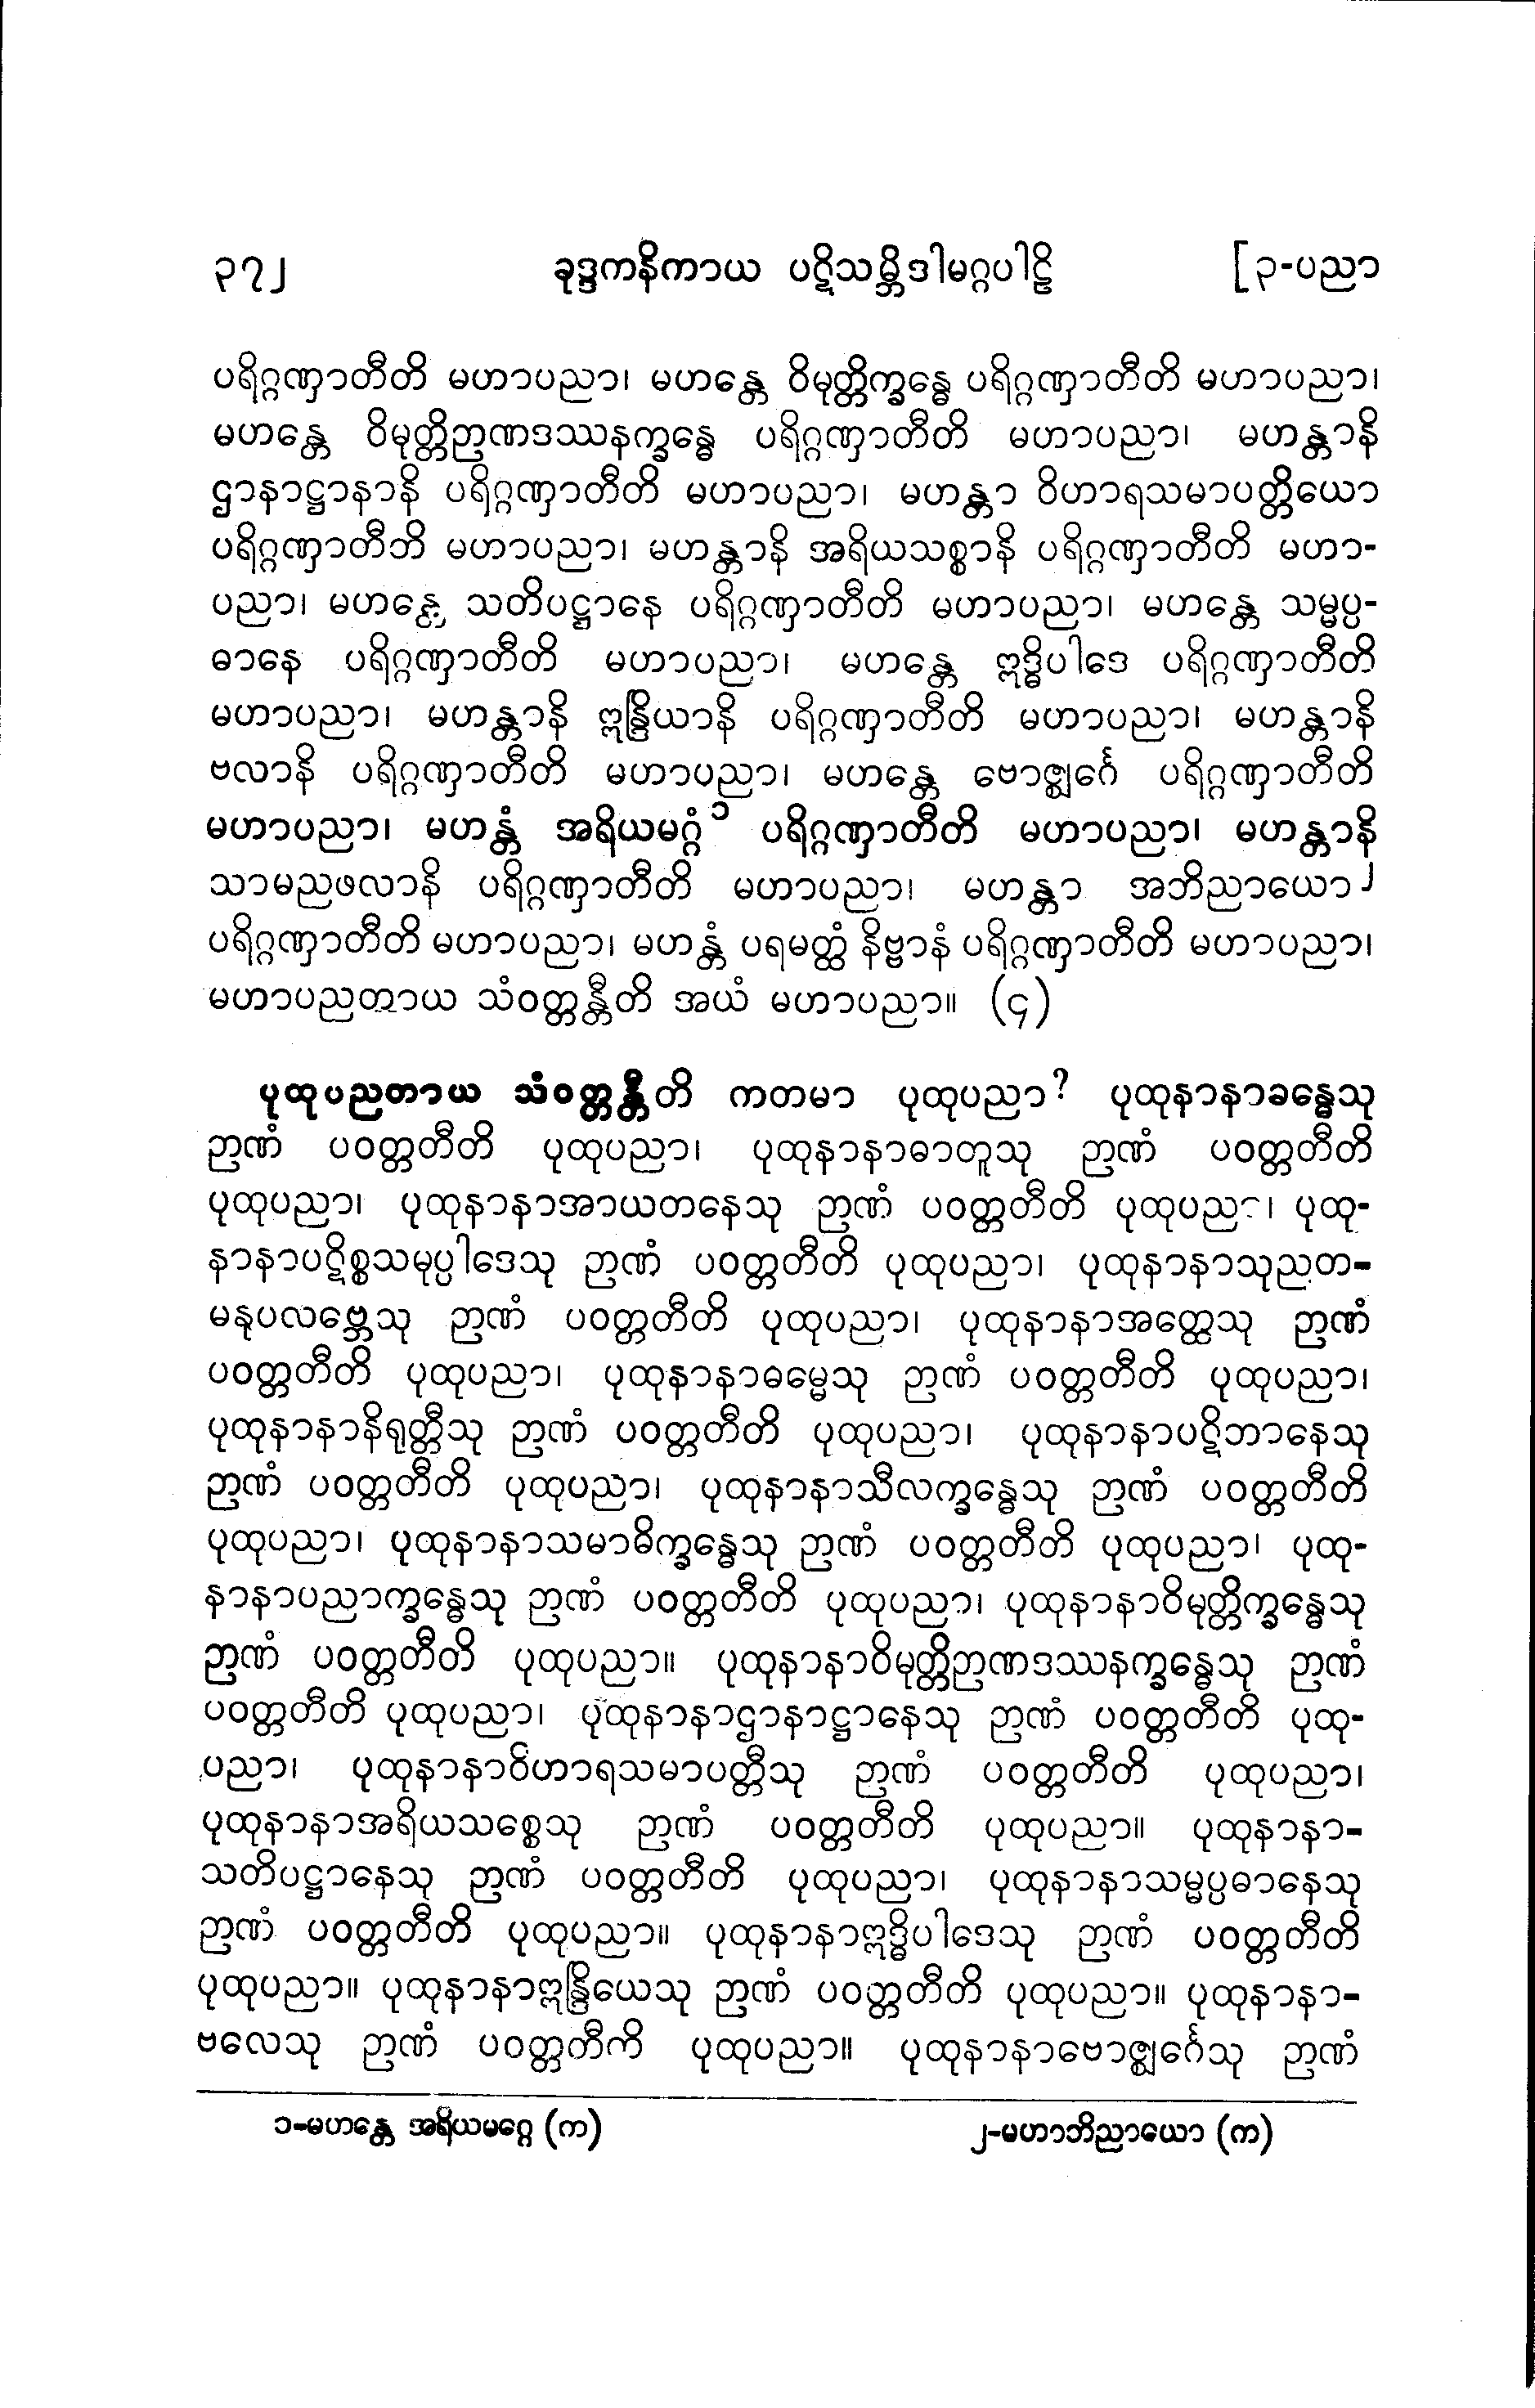 ၃၇၂ ခုဒ္ဒကနိကာယ ပဋိသမ္ဘိဒါမဂ္ဂပါဠိ [၃-ပညာ
ပရိဂ္ဂဏှာတီတိ မဟာပညာ၊ မဟန္တေ ဝိမုတ္တိက္ခန္ဓေ ပရိဂ္ဂဏှာတီတိ မဟာပညာ၊
မဟန္တေ ဝိမုတ္တိဉာဏဒဿနက္ခန္ဓေ ပရိဂ္ဂဏှာတီတိ မဟာပညာ၊ မဟန္တာနိ
ဌာနာဋ္ဌာနာနိ ပရိဂ္ဂဏှာတီတိ မဟာပညာ၊ မဟန္တာ ဝိဟာရသမာပတ္တိယော
ပရိဂ္ဂဏှာတီဘိ မဟာပညာ၊ မဟန္တာနိ အရိယသစ္စာနိ ပရိဂ္ဂဏှာတီတိ မဟာ-
ပညာ၊ မဟန္တေ သတိပဋ္ဌာနေ ပရိဂ္ဂဏှာတီတိ မဟာပညာ၊ မဟန္တေ သမ္မပ္ပ-
ဓာနေ ပရိဂ္ဂဏှာတီတိ မဟာပညာ၊ မဟန္တေ ဣဒ္ဓိပါဒေ ပရိဂ္ဂဏှာတီတိ
မဟာပညာ၊ မဟန္တာနိ ဣန္ဒြိယာနိ ပရိဂ္ဂဏှာတီတိ မဟာပညာ၊ မဟန္တာနိ
ဗလာနိ ပရိဂ္ဂဏှာတီတိ မဟာပညာ၊ မဟန္တေ ဗောဇ္ဈင်္ဂေ ပရိဂ္ဂဏှာတီတိ
မဟာပညာ၊ မဟန္တံ အရိယမဂ္ဂံ၁ ပရိဂ္ဂဏှာတီတိ မဟာပညာ၊ မဟန္တာနိ
သာမညဖလာနိ ပရိဂ္ဂဏှာတီတိ မဟာပညာ၊ မဟန္တာ အဘိညာယော၂
ပရိဂ္ဂဏှာတီတိ မဟာပညာ၊ မဟန္တံ ပရမတ္ထံ နိဗ္ဗာနံ ပရိဂ္ဂဏှာတီတိ မဟာပညာ၊
မဟာပညတာယ သံဝတ္တန္တီတိ အယံ မဟာပညာ။ (၄)
ပုထုပညတာယ သံဝတ္တန္တီတိ ကတမာ ပုထုပညာ? ပုထုနာနာခန္ဓေသု
ဉာဏံ ပဝတ္တတီတိ ပုထုပညာ၊ ပုထုနာနာဓာတူသု ဉာဏံ ပဝတ္တတီတိ
ပုထုပညာ၊ ပုထုနာနာအာယတနေသု ဉာဏံ ပဝတ္တတီတိ ပုထုပညာ၊ ပုထု-
နာနာပဋိစ္စသမုပ္ပါဒေသု ဉာဏံ ပဝတ္တတီတိ ပုထုပညာ၊ ပုထုနာနာသုညတ-
မနုပလဗ္ဘေသု ဉာဏံ ပဝတ္တတီတိ ပုထုပညာ၊ ပုထုနာနာအတ္ထေသု ဉာဏံ
ပဝတ္တတီတိ ပုထုပညာ၊ ပုထုနာနာဓမ္မေသု ဉာဏံ ပဝတ္တတီတိ ပုထုပညာ၊
ပုထုနာနာနိရုတ္တီသု ဉာဏံ ပဝတ္တတီတိ ပုထုပညာ၊ ပုထုနာနာပဋိဘာနေသု
ဉာဏံ ပဝတ္တတီတိ ပုထုပညာ၊ ပုထုနာနာသီလက္ခန္ဓေသု ဉာဏံ ပဝတ္တတီတိ
ပုထုပညာ၊ ပုထုနာနာသမာဓိက္ခန္ဓေသု ဉာဏံ ပဝတ္တတီတိ ပုထုပညာ၊ ပုထု-
နာနာပညာက္ခန္ဓေသု ဉာဏံ ပဝတ္တတီတိ ပုထုပညာ၊ ပုထုနာနာဝိမုတ္တိက္ခန္ဓေသု
ဉာဏံ ပဝတ္တတီတိ ပုထုပညာ။ ပုထုနာနာဝိမုတ္တိဉာဏဒဿနက္ခန္ဓေသု ဉာဏံ
ပဝတ္တတီတိ ပုထုပညာ၊ ပုထုနာနာဌာနာဋ္ဌာနေသု ဉာဏံ ပဝတ္တတီတိ ပုထု-
ပညာ၊ ပုထုနာနာဝိဟာရသမာပတ္တီသု ဉာဏံ ပဝတ္တတီတိ ပုထုပညာ၊
ပုထုနာနာအရိယသစ္စေသု ဉာဏံ ပဝတ္တတီတိ ပုထုပညာ။ ပုထုနာနာ-
သတိပဋ္ဌာနေသု ဉာဏံ ပဝတ္တတီတိ ပုထုပညာ၊ ပုထုနာနာသမ္မပ္ပဓာနေသု
ဉာဏံ ပဝတ္တတီတိ ပုထုပညာ။ ပုထုနာနာဣဒ္ဓိပါဒေသု ဉာဏံ ပဝတ္တတီတိ
ပုထုပညာ။ ပုထုနာနာဣန္ဒြိယေသု ဉာဏံ ပဝတ္တတီတိ ပုထုပညာ။ ပုထုနာနာ-
ဗလေသု ဉာဏံ ပဝတ္တတီကိ ပုထုပညာ။ ပုထုနာနာဗောဇ္ဈင်္ဂေသု ဉာဏံ
၁-မဟန္တေ အရိယမဂ္ဂေ (က) ၂-မဟာဘိညာယော (က)